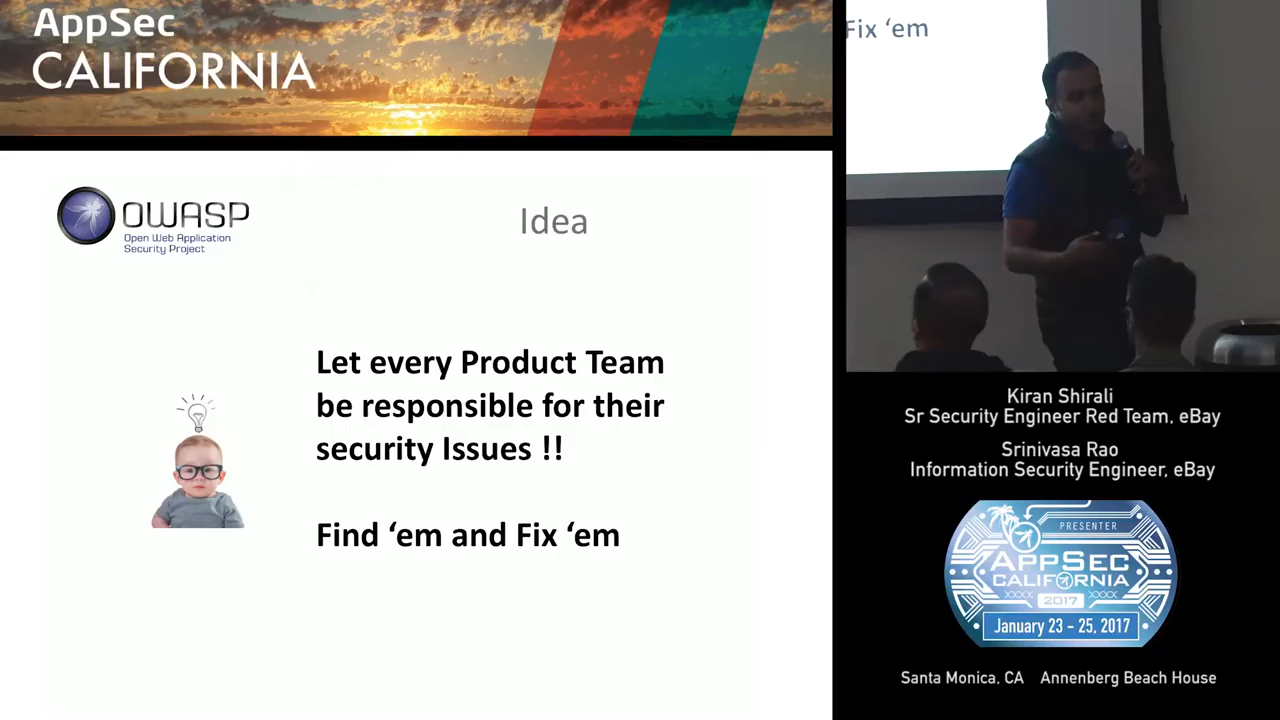 AppSec
CALIFORNIA
OWASP
Open Web Application
Security Project
Idea
Let every Product Team
be responsible for their
security Issues !!
Find ‘em and Fix ‘em
Fix ‘em
Kiran Shirali
Sr Security Engineer Red Team, eBay
Srinivasa Rao
Information Security Engineer, eBay
PRESENTER
APPSEC
CALIFORNIA
2017
January 23 - 25, 2017
Santa Monica, CA Annenberg Beach House